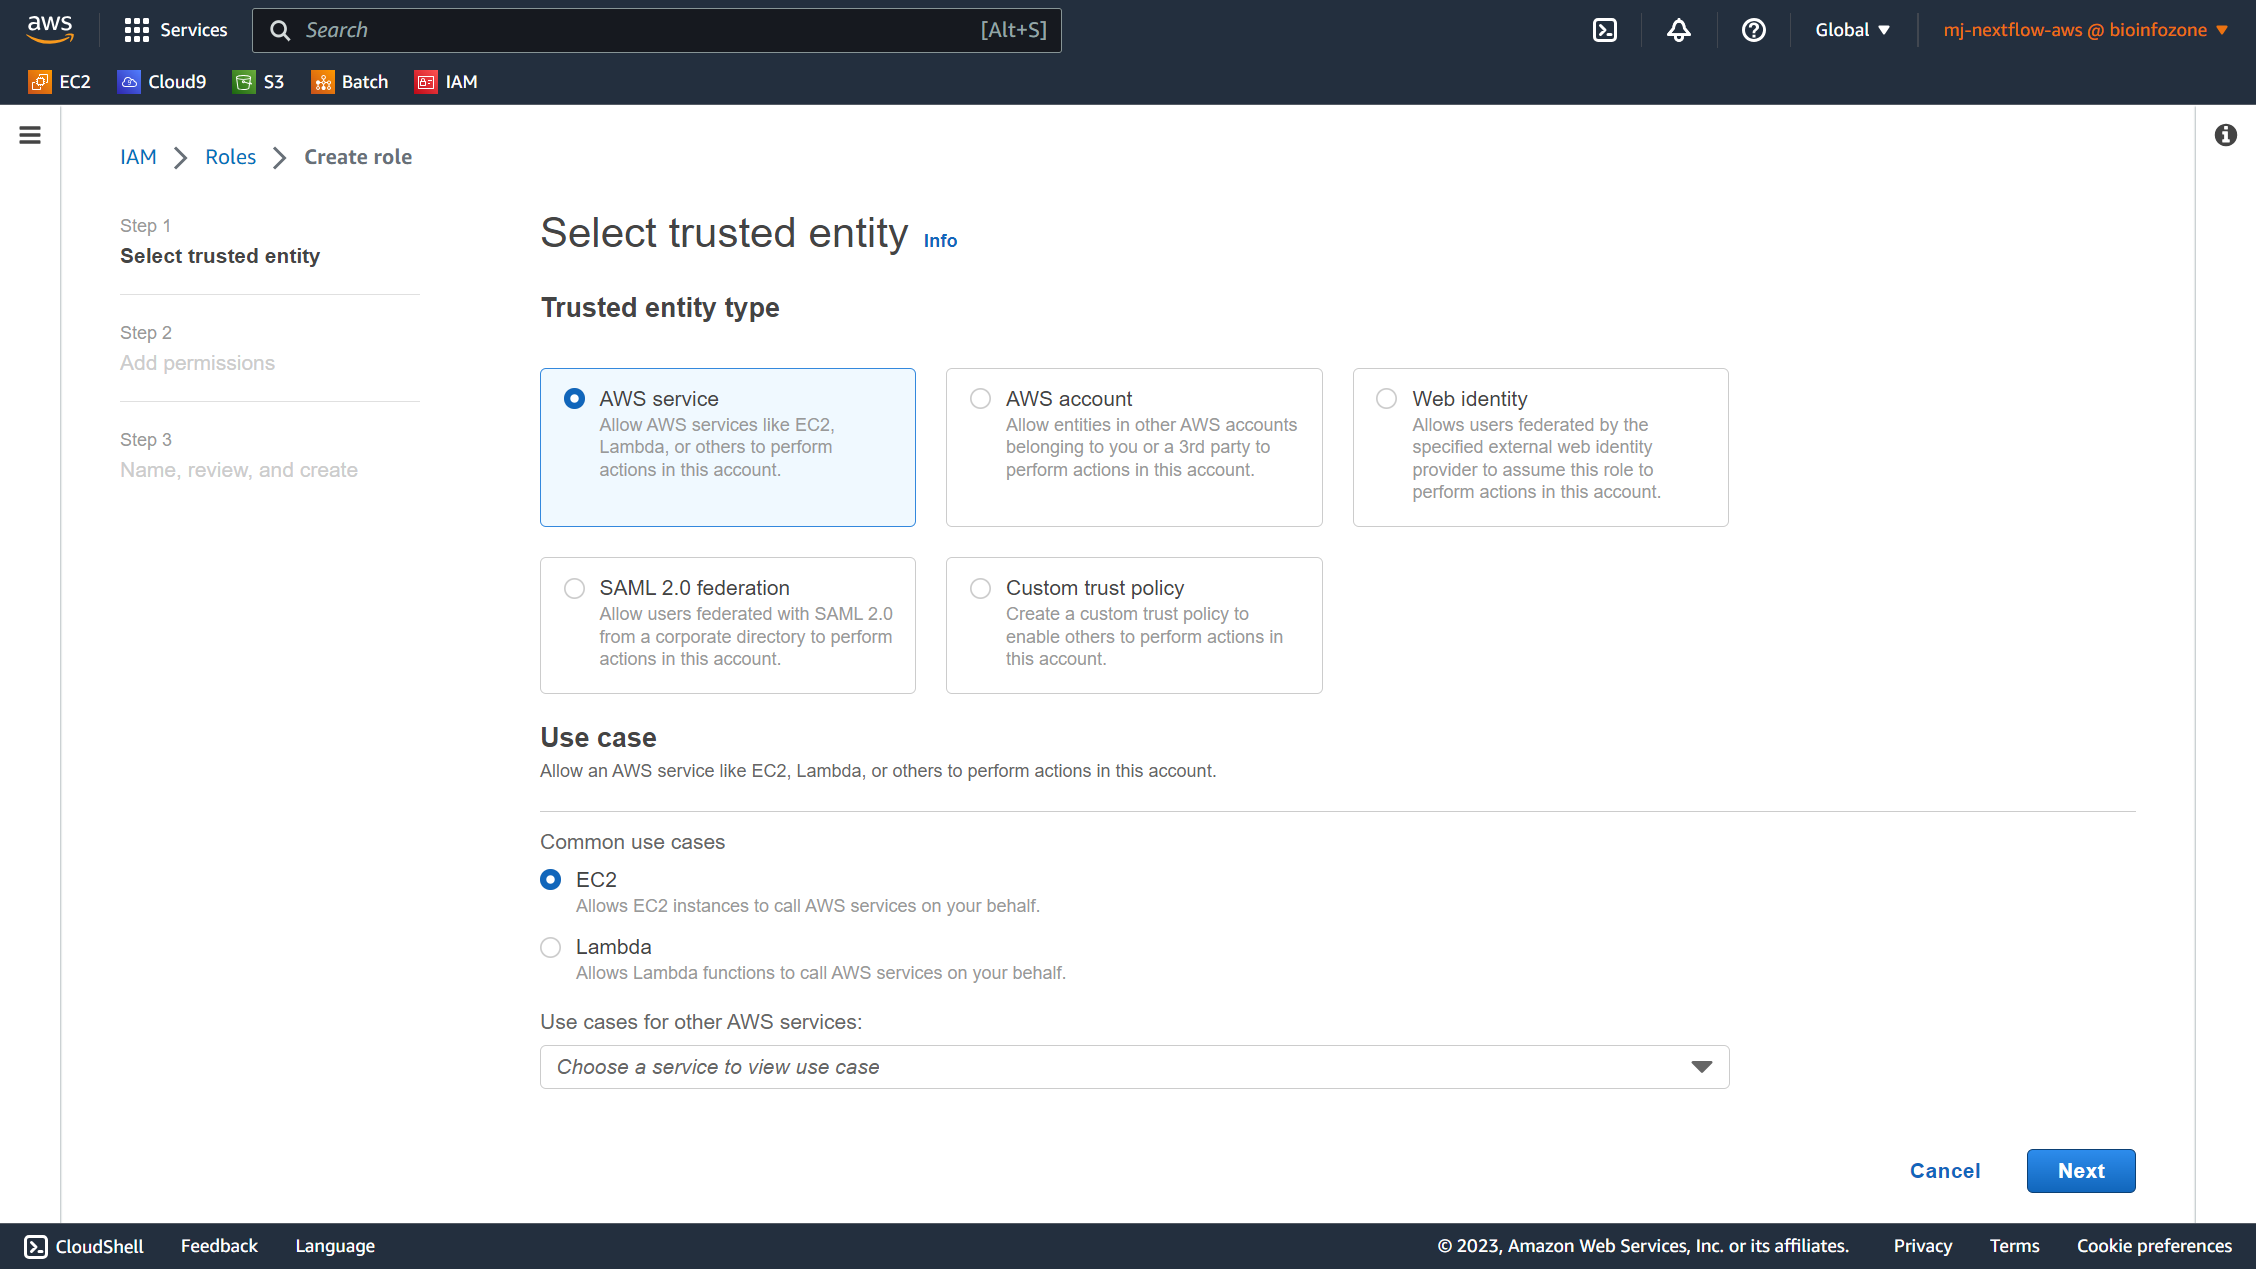 aws Services Search [Alt+S] Global mj-nextflow-aws @ bioinfozone
EC2 Cloud9 S3 Batch IAM
IAM Roles Create role
Step 1
Select trusted entity
Step 2
Add permissions
Step 3
Name, review, and create
Select trusted entity Info
Trusted entity type
AWS service
Allow AWS services like EC2,
Lambda, or others to perform
actions in this account.
AWS account
Allow entities in other AWS accounts
belonging to you or a 3rd party to
perform actions in this account.
Web identity
Allows users federated by the
specified external web identity
provider to assume this role to
perform actions in this account.
SAML 2.0 federation
Allow users federated with SAML 2.0
from a corporate directory to perform
actions in this account.
Custom trust policy
Create a custom trust policy to
enable others to perform actions in
this account.
Use case
Allow an AWS service like EC2, Lambda, or others to perform actions in this account.
Common use cases
EC2
Allows EC2 instances to call AWS services on your behalf.
Lambda
Allows Lambda functions to call AWS services on your behalf.
Use cases for other AWS services:
Choose a service to view use case
Cancel Next
CloudShell Feedback Language © 2023, Amazon Web Services, Inc. or its affiliates. Privacy Terms Cookie preferences